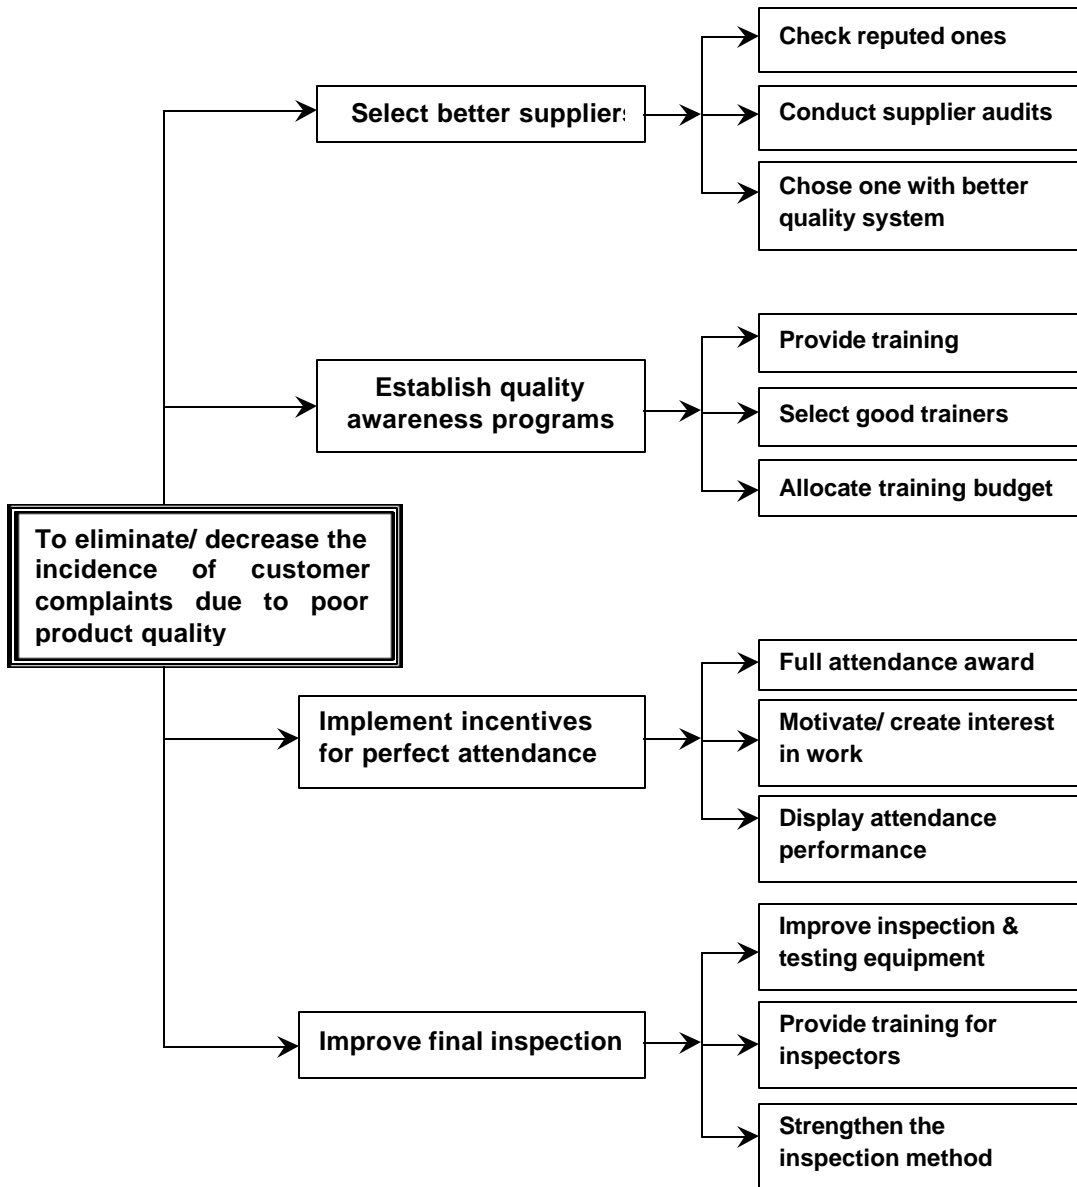 Check reputed ones
Select better suppliers
Conduct supplier audits
Chose one with better
quality system
Provide training
Establish quality
awareness programs
Select good trainers
Allocate training budget
To eliminate/ decrease the
incidence of customer
complaints due to poor
product quality
Full attendance award
Implement incentives
for perfect attendance
Motivate/ create interest
in work
Display attendance
performance
Improve inspection &
testing equipment
Improve final inspection
Provide training for
inspectors
Strengthen the
inspection method